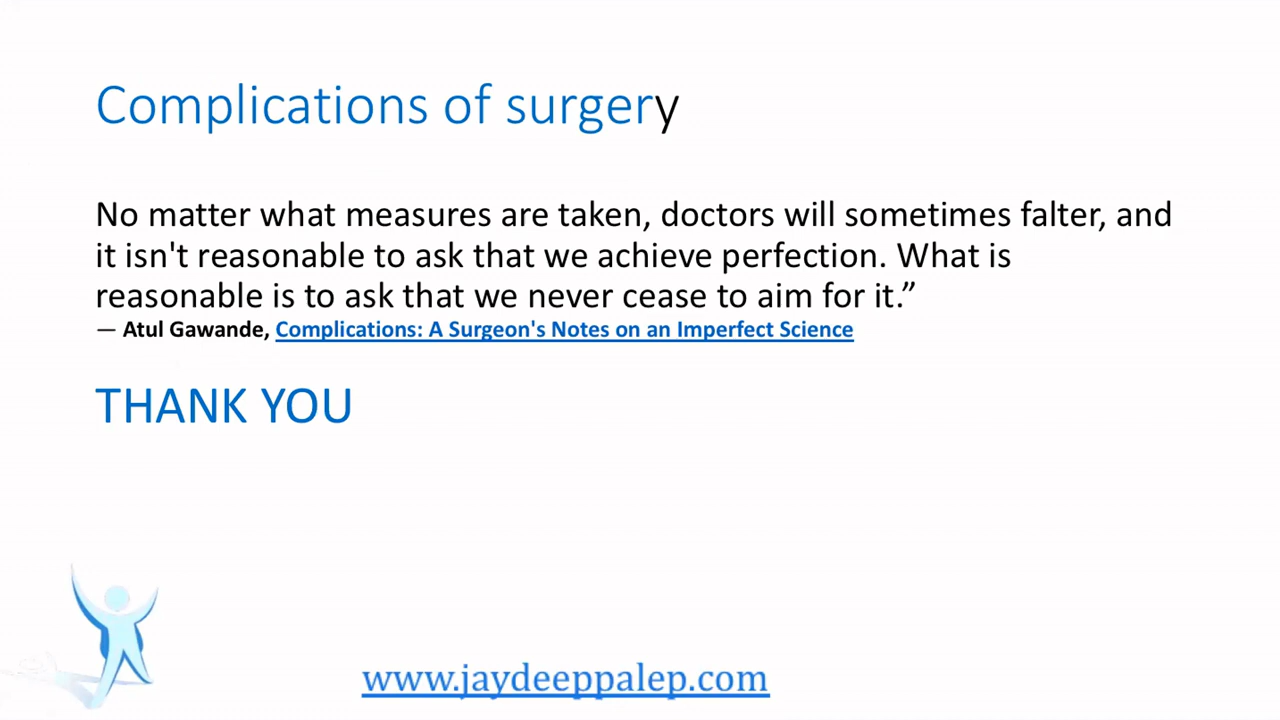 Complications of surgery
No matter what measures are taken, doctors will sometimes falter, and
it isn't reasonable to ask that we achieve perfection. What is
reasonable is to ask that we never cease to aim for it.”
— Atul Gawande, Complications: A Surgeon's Notes on an Imperfect Science
THANK YOU
www.jaydeeppalep.com